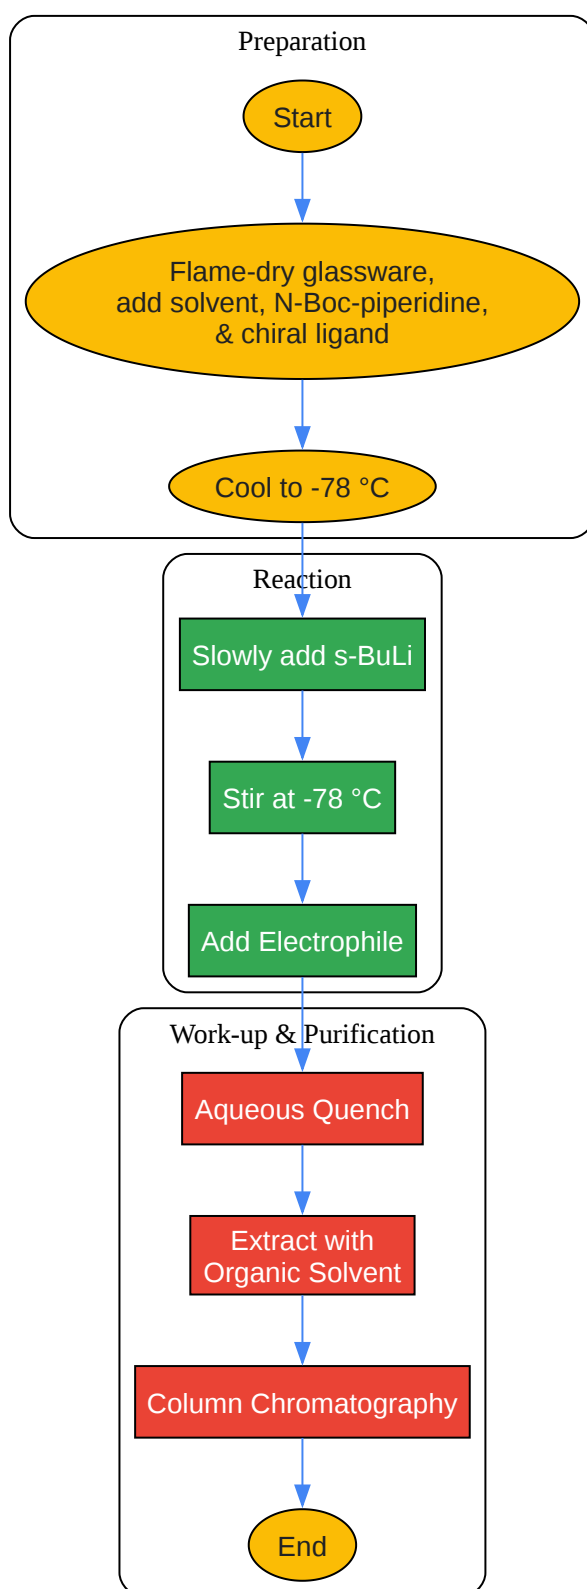 Preparation
Start
Flame-dry glassware,
add solvent, N-Boc-piperidine,
& chiral ligand
Cool to -78 °C
Reaction
Slowly add s-BuLi
Stir at -78 °C
Add Electrophile
Work-up & Purification
Aqueous Quench
Extract with
Organic Solvent
Column Chromatography
End